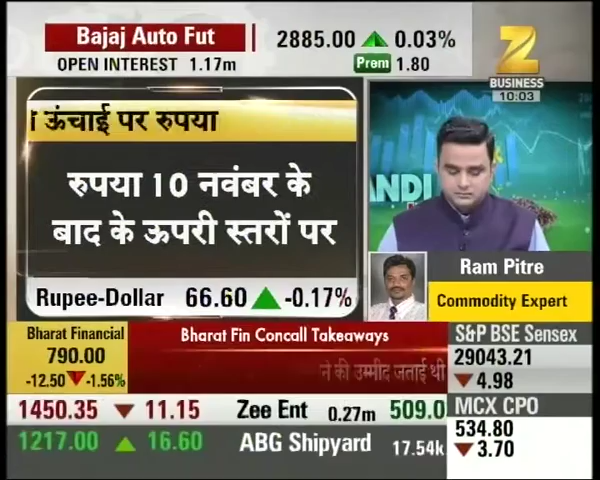 Bajaj Auto Fut
2885.00 0.03%
OPEN INTEREST 1.17m
Prem 1.80
Z
BUSINESS
10:03
ऊंचाई पर रुपया
रुपया 10 नवंबर के
बाद के ऊपरी स्तरों पर
Rupee-Dollar 66.60 -0.17%
ANDI
Ram Pitre
Commodity Expert
Bharat Financial
790.00
-12.50 -1.56%
Bharat Fin Concall Takeaways
ने की उम्मीद जताई थी
S&P BSE Sensex
29043.21
4.98
1450.35 11.15 Zee Ent 0.27m 509.0
1217.00 16.60 ABG Shipyard 17.54k
MCX CPO
534.80
3.70